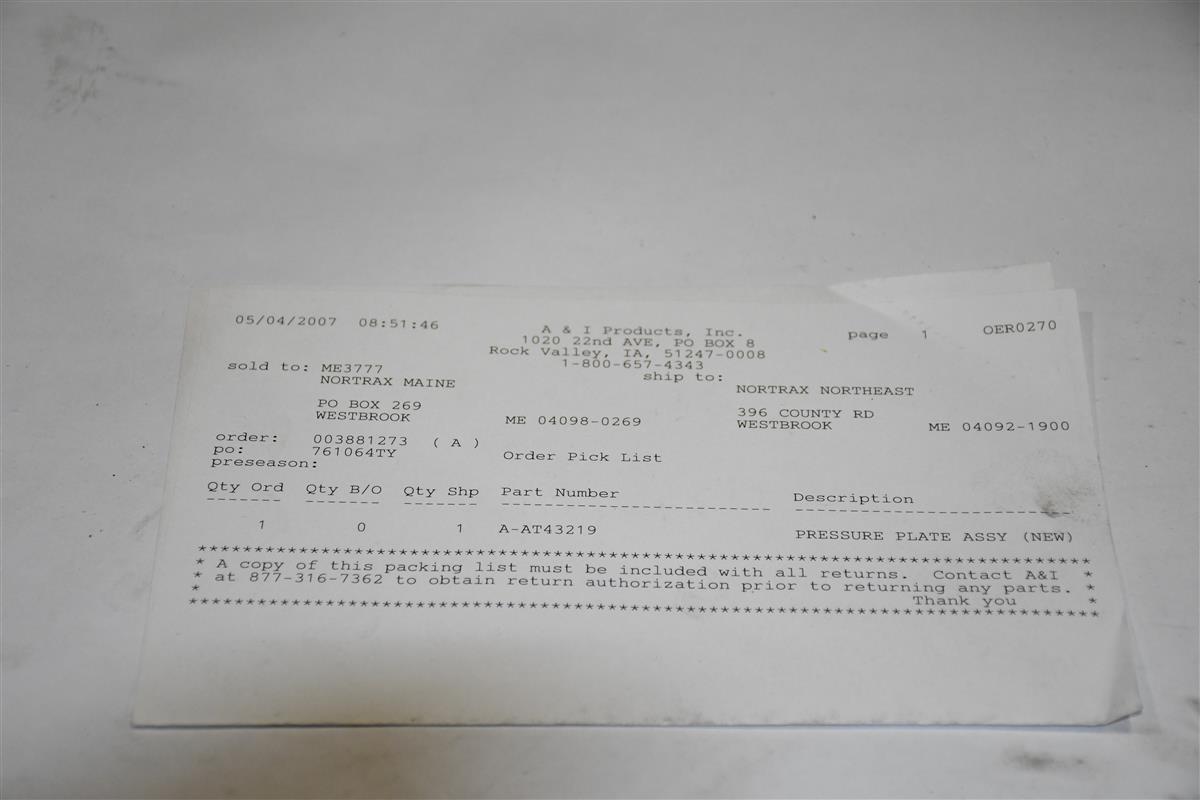 05/04/2007 08:51:46
A & I Products, Inc.
page 1
OER0270
1020 22nd AVE, PO BOX 8
Rock Valley, IA, 51247-0008
1-800-657-4343
sold to: ME3777
ship to:
NORTRAX MAINE
NORTRAX NORTHEAST
PO BOX 269
396 COUNTY RD
WESTBROOK ME 04098-0269
WESTBROOK ME 04092-1900
order: 003881273 ( A )
po: 761064TY
Order Pick List
preseason:
Qty Ord Qty B/O Qty Shp Part Number Description
------- ------- ------- ------------------------- -------------------------
1 0 1 A-AT43219 PRESSURE PLATE ASSY (NEW)
*******************************************************************************
* A copy of this packing list must be included with all returns. Contact A&I *
* at 877-316-7362 to obtain return authorization prior to returning any parts. *
* Thank you *
*******************************************************************************